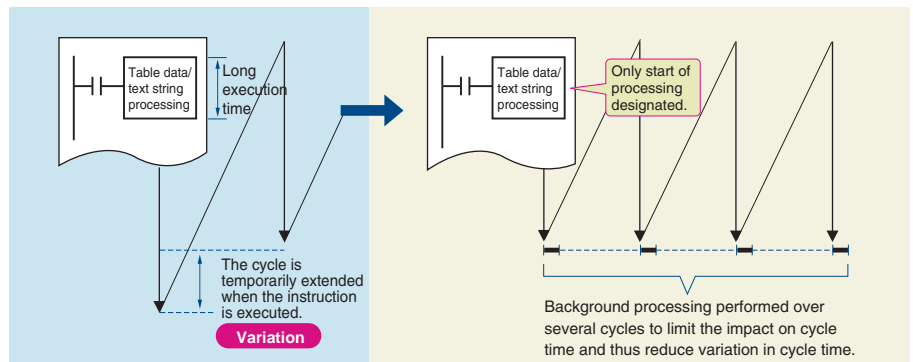 Table data/
text string
processing
Long
execution
time
The cycle is
temporarily extended
when the instruction
is executed.
Variation
Table data/
text string
processing
Only start of
processing
designated.
Background processing performed over
several cycles to limit the impact on cycle
time and thus reduce variation in cycle time.